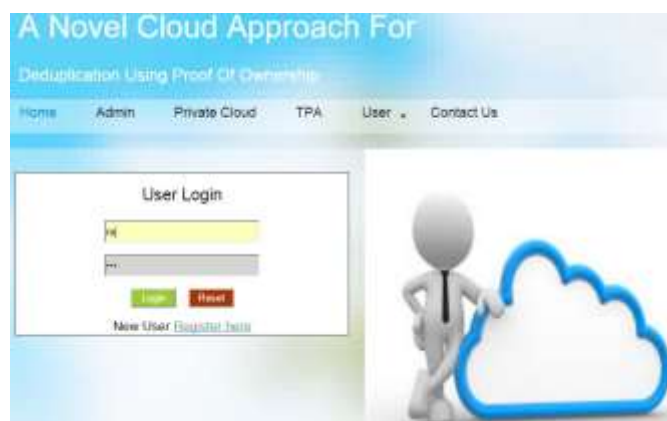 A Novel Cloud Approach For
Deduplication Using Proof Of Ownership
Home Admin Private Cloud TPA User Contact Us
User Login
Login Reset
New User Register here